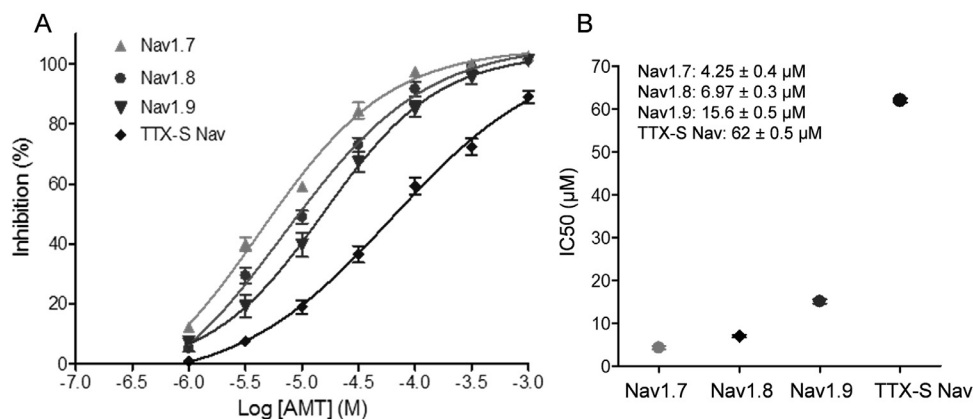 A
Nav1.7
Nav1.8
Nav1.9
TTX-S Nav
Inhibition (%)
100
80
60
40
20
0
-7.0 -6.5 -6.0 -5.5 -5.0 -4.5 -4.0 -3.5 -3.0
Log [AMT] (M)
B
Nav1.7: 4.25 ± 0.4 µM
Nav1.8: 6.97 ± 0.3 µM
Nav1.9: 15.6 ± 0.5 µM
TTX-S Nav: 62 ± 0.5 µM
IC50 (µM)
70
60
50
40
30
20
10
0
Nav1.7 Nav1.8 Nav1.9 TTX-S Nav